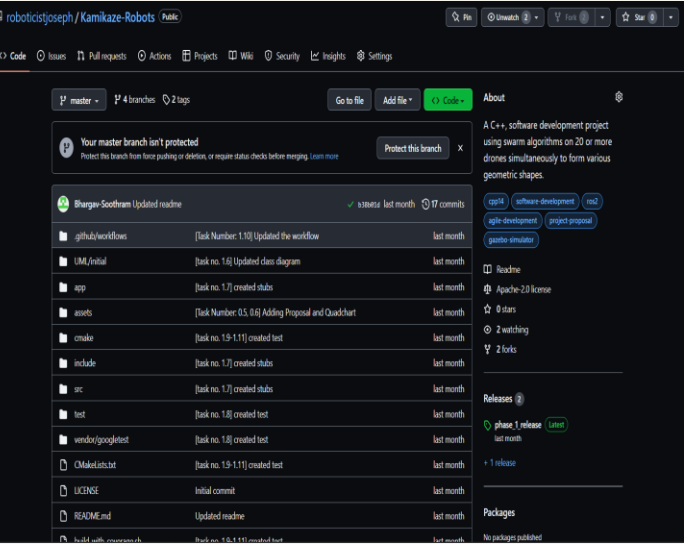 roboticistjoseph / Kamikaze-Robots Public
Pin Unwatch 2 Fork 2 Star 0
Code Issues Pull requests Actions Projects Wiki Security Insights Settings
master 4 branches 2 tags Go to file Add file Code
Your master branch isn't protected
Protect this branch from force pushing or deletion, or require status checks before merging. Learn more
Protect this branch x
Bhargav-Soothram Updated readme last month 17 commits
.github/workflows [Task Number: 1.10] Updated the workflow last month
UML/initial [task no. 1.6] Updated class diagram last month
app [task no. 1.7] created stubs last month
assets [Task Number: 0.5, 0.6] Adding Proposal and Quadchart last month
cmake [task no. 1.9-1.11] created test last month
include [task no. 1.7] created stubs last month
src [task no. 1.7] created stubs last month
test [task no. 1.8] created test last month
vendor/googletest [task no. 1.8] created test last month
CMakeLists.txt [task no. 1.9-1.11] created test last month
LICENSE Initial commit last month
README.md Updated readme last month
build_with_coverage.sh [task no. 1.9-1.11] created test last month
About
A C++, software development project
using swarm algorithms on 20 or more
drones simultaneously to form various
geometric shapes.
cpp14 software-development ros2
agile-development project-proposal
gazebo-simulator
Readme
Apache-2.0 license
0 stars
2 watching
2 forks
Releases 2
phase_1_release Latest
last month
+ 1 release
Packages
No packages published